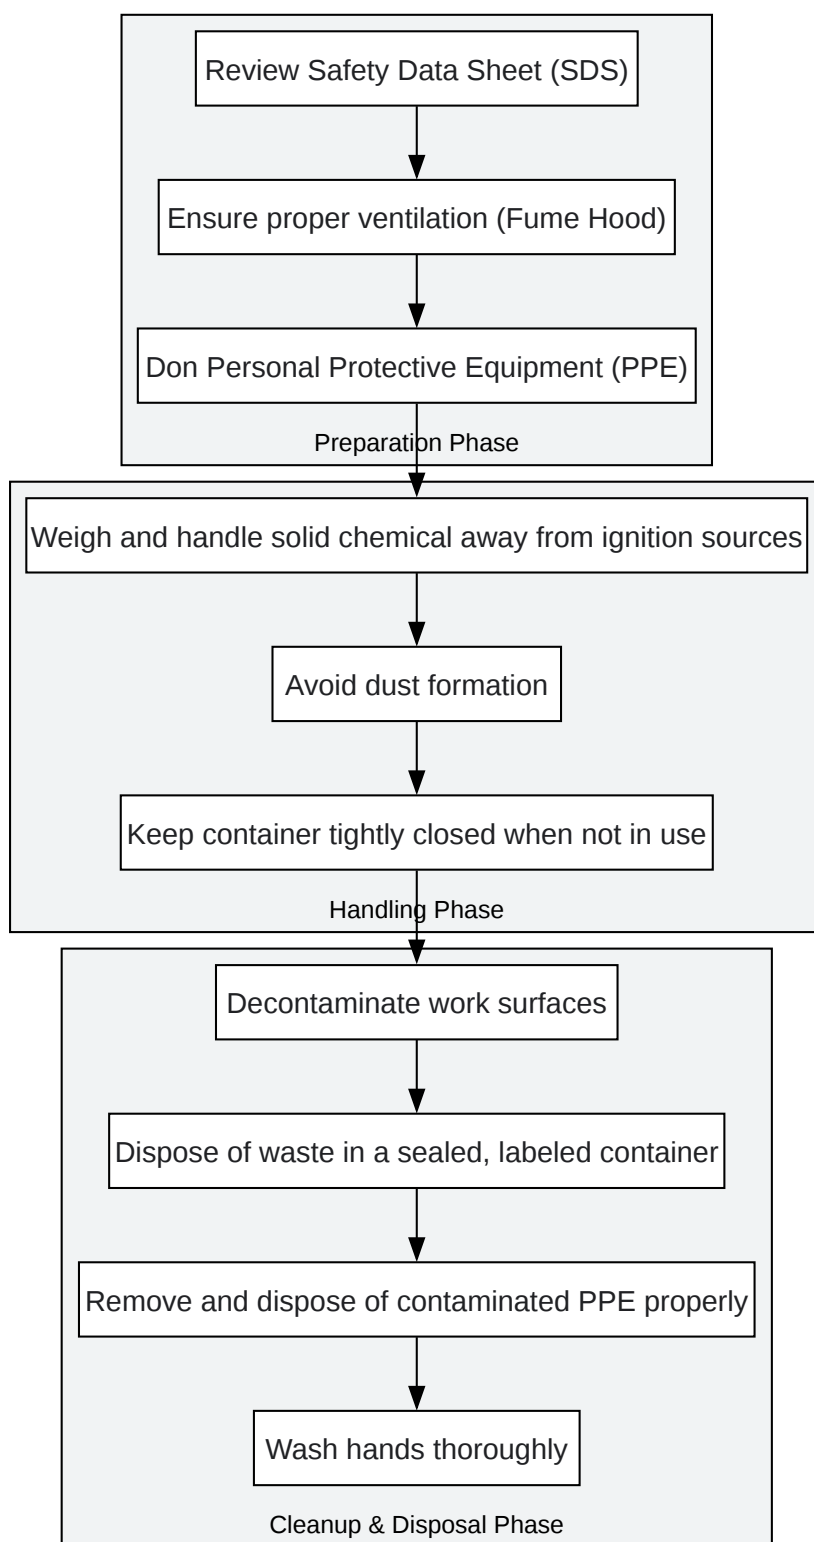 Review Safety Data Sheet (SDS)
Ensure proper ventilation (Fume Hood)
Don Personal Protective Equipment (PPE)
Preparation Phase
Weigh and handle solid chemical away from ignition sources
Avoid dust formation
Keep container tightly closed when not in use
Handling Phase
Decontaminate work surfaces
Dispose of waste in a sealed, labeled container
Remove and dispose of contaminated PPE properly
Wash hands thoroughly
Cleanup & Disposal Phase